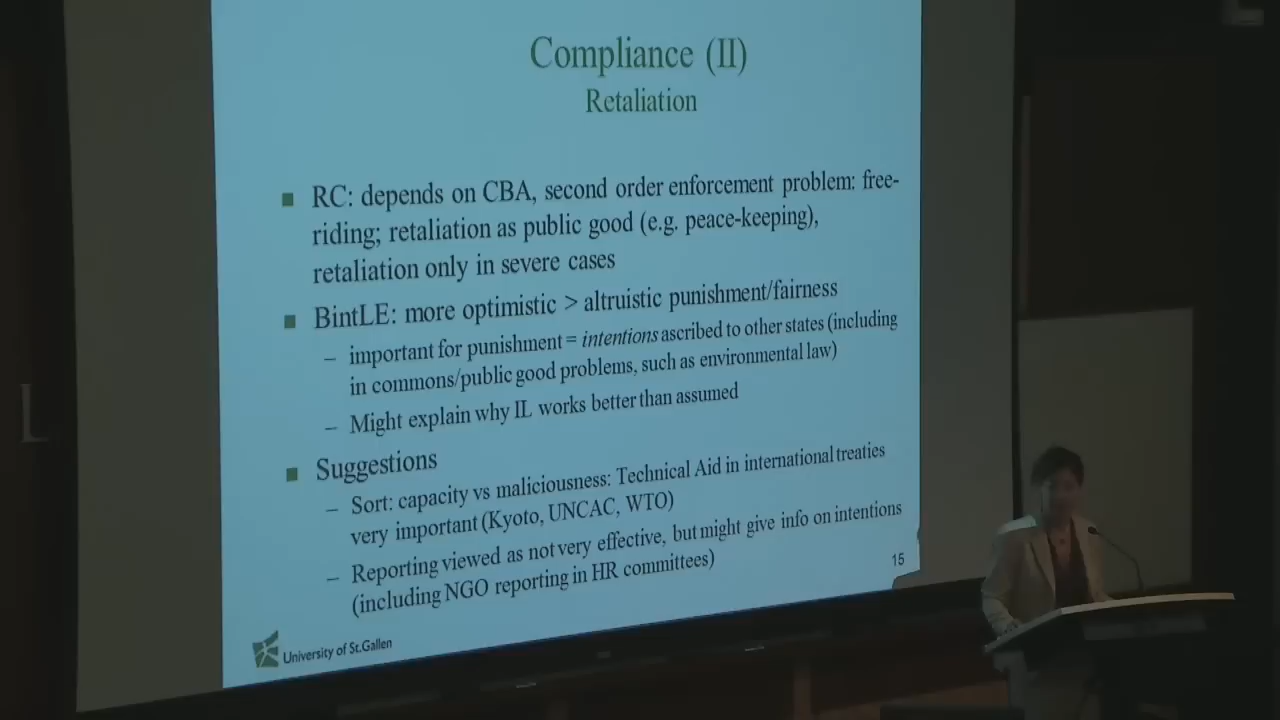 Compliance (II)
Retaliation
■ RC: depends on CBA, second order enforcement problem: free-
riding; retaliation as public good (e.g. peace-keeping),
retaliation only in severe cases
■ BintLE: more optimistic > altruistic punishment/fairness
– important for punishment = intentions ascribed to other states (including
in commons/public good problems, such as environmental law)
– Might explain why IL works better than assumed
■ Suggestions
– Sort: capacity vs maliciousness: Technical Aid in international treaties
very important (Kyoto, UNCAC, WTO)
– Reporting viewed as not very effective, but might give info on intentions
(including NGO reporting in HR committees)
15
University of St.Gallen